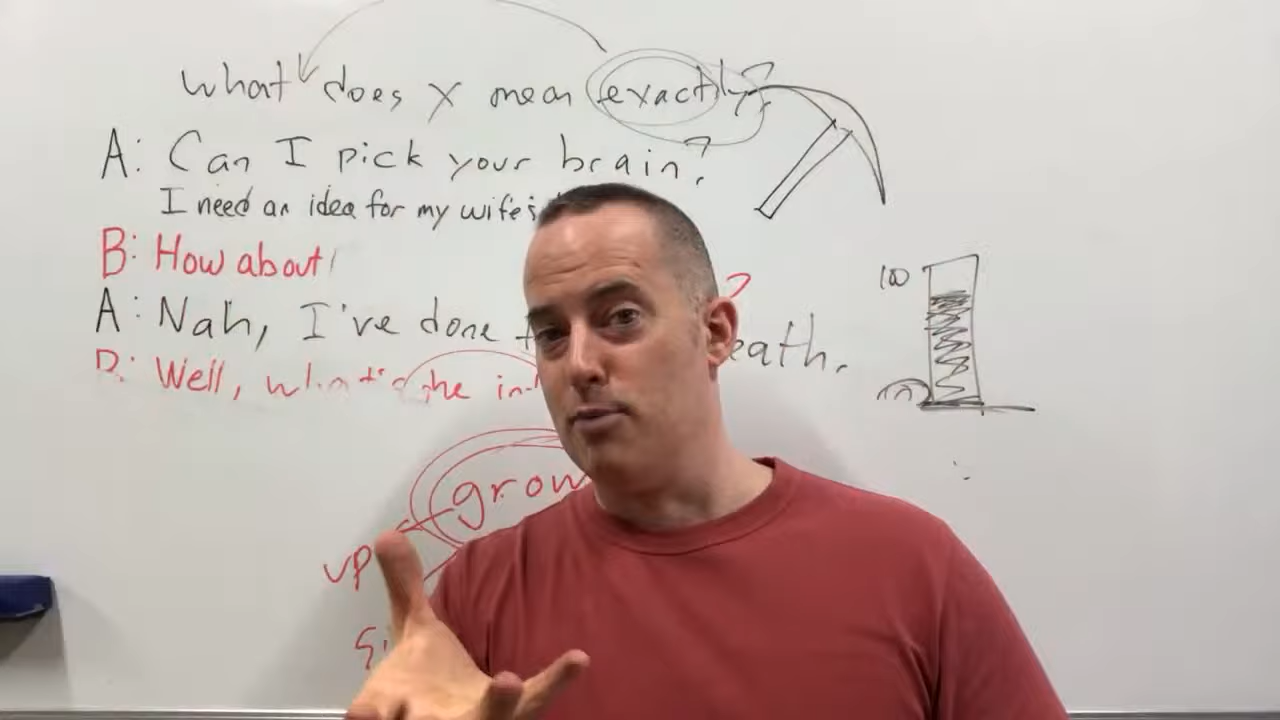 what does x mean exactly?
A: Can I pick your brain?
I need an idea for my wife's
B: How about ?
A: Nah, I've done eath.
100
B: Well, what's the in
grow
up